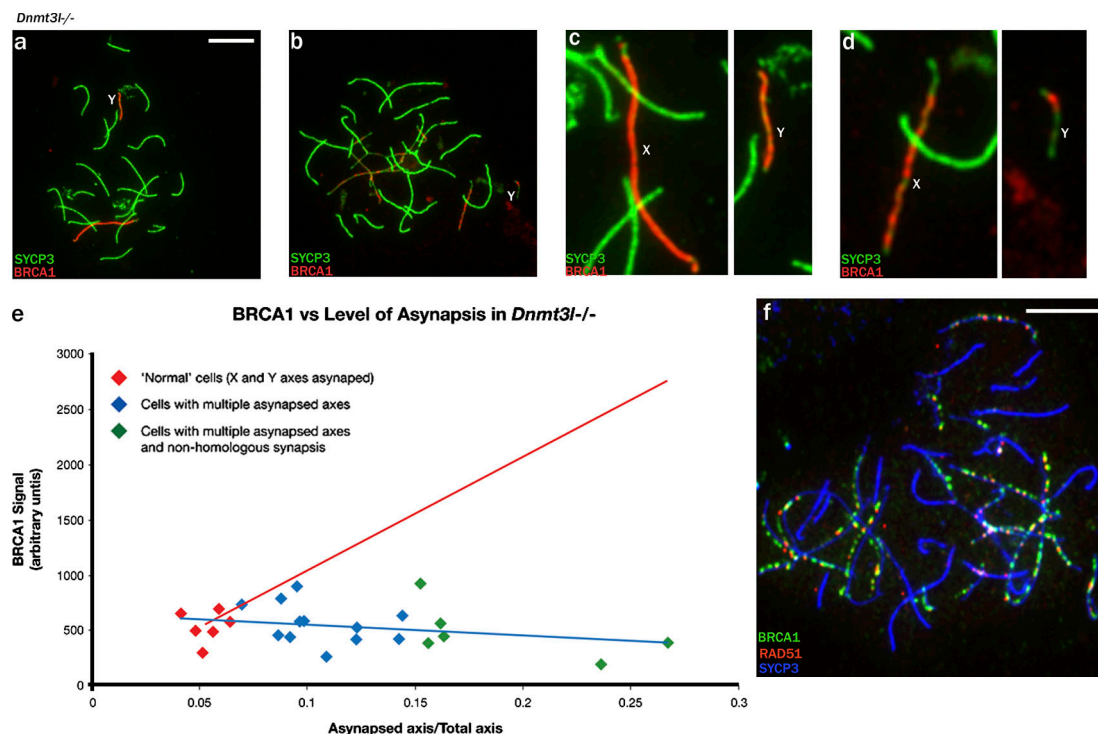 Dnmt3l-/-
a
Y
SYCP3
BRCA1
b
Y
SYCP3
BRCA1
c
X
Y
SYCP3
BRCA1
d
X
Y
SYCP3
BRCA1
e
BRCA1 vs Level of Asynapsis in Dnmt3l-/-
3000
2500
2000
1500
1000
500
0
BRCA1 Signal
(arbitrary untis)
'Normal' cells (X and Y axes asynaped)
Cells with multiple asynapsed axes
Cells with multiple asynapsed axes
and non-homologous synapsis
0
0.05
0.1
0.15
0.2
0.25
0.3
Asynapsed axis/Total axis
f
BRCA1
RAD51
SYCP3